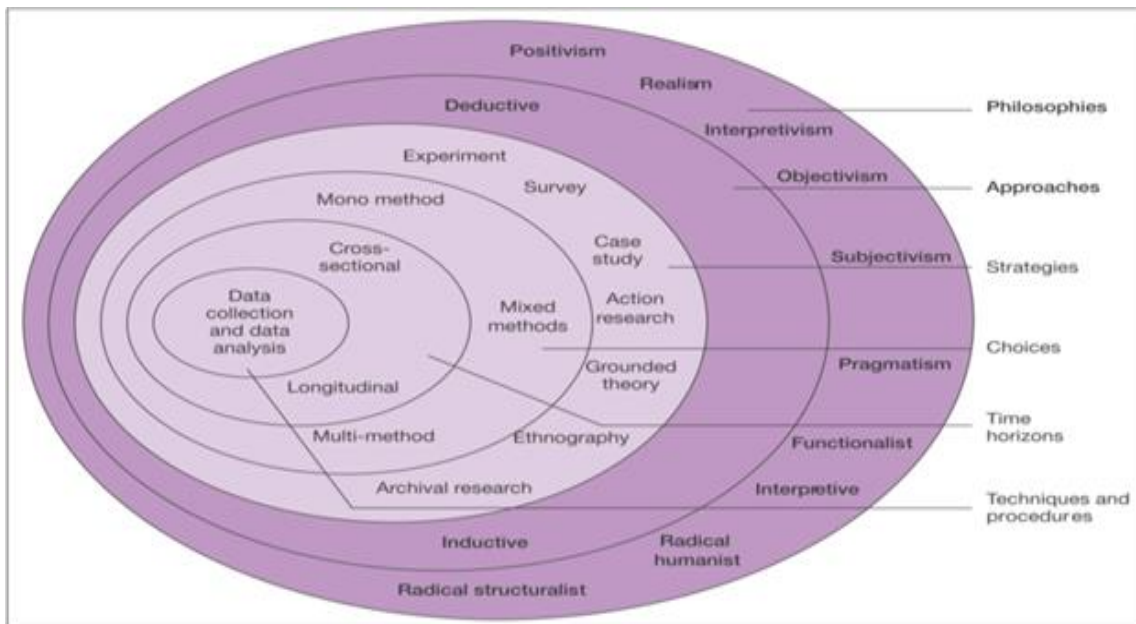 Positivism
Realism
Philosophies
Deductive
Interpretivism
Experiment
Objectivism
Approaches
Survey
Mono method
Case
study
Subjectivism
Strategies
Cross-
sectional
Data
collection
and data
analysis
Mixed
methods
Action
research
Choices
Grounded
theory
Pragmatism
Longitudinal
Time
horizons
Multi-method
Ethnography
Functionalist
Archival research
Interpretive
Techniques and
procedures
Inductive
Radical
humanist
Radical structuralist